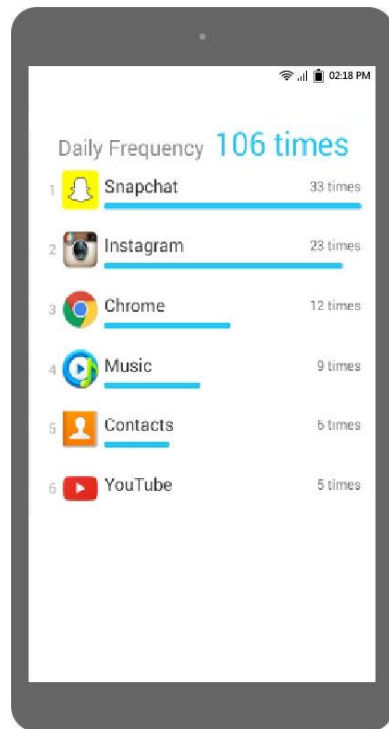 02:18 PM
Daily Frequency 106 times
1 Snapchat 33 times
2 Instagram 23 times
3 Chrome 12 times
4 Music 9 times
5 Contacts 6 times
6 YouTube 5 times